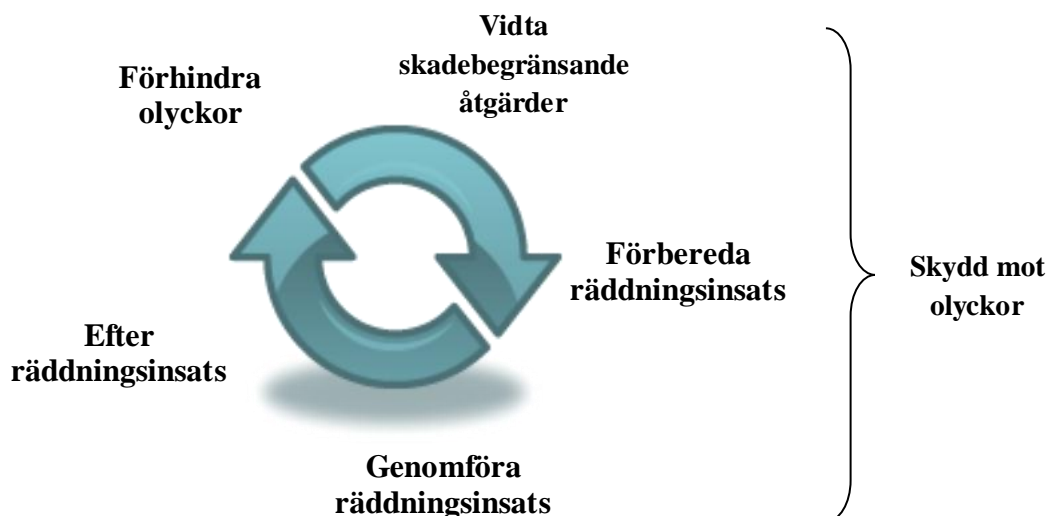 Förhindra
olyckor
Vidta
skadebegränsande
åtgärder
Förbereda
räddningsinsats
Genomföra
räddningsinsats
Efter
räddningsinsats
Skydd mot
olyckor